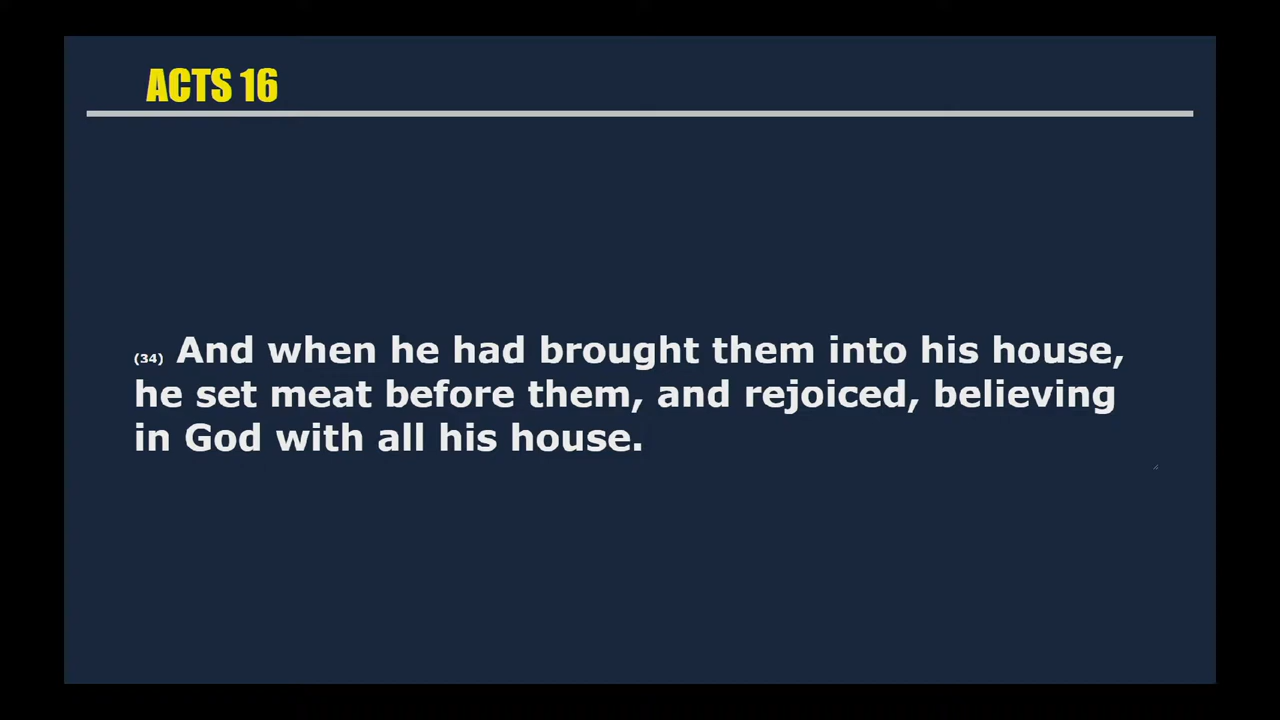 ACTS 16
(34) And when he had brought them into his house,
he set meat before them, and rejoiced, believing
in God with all his house.